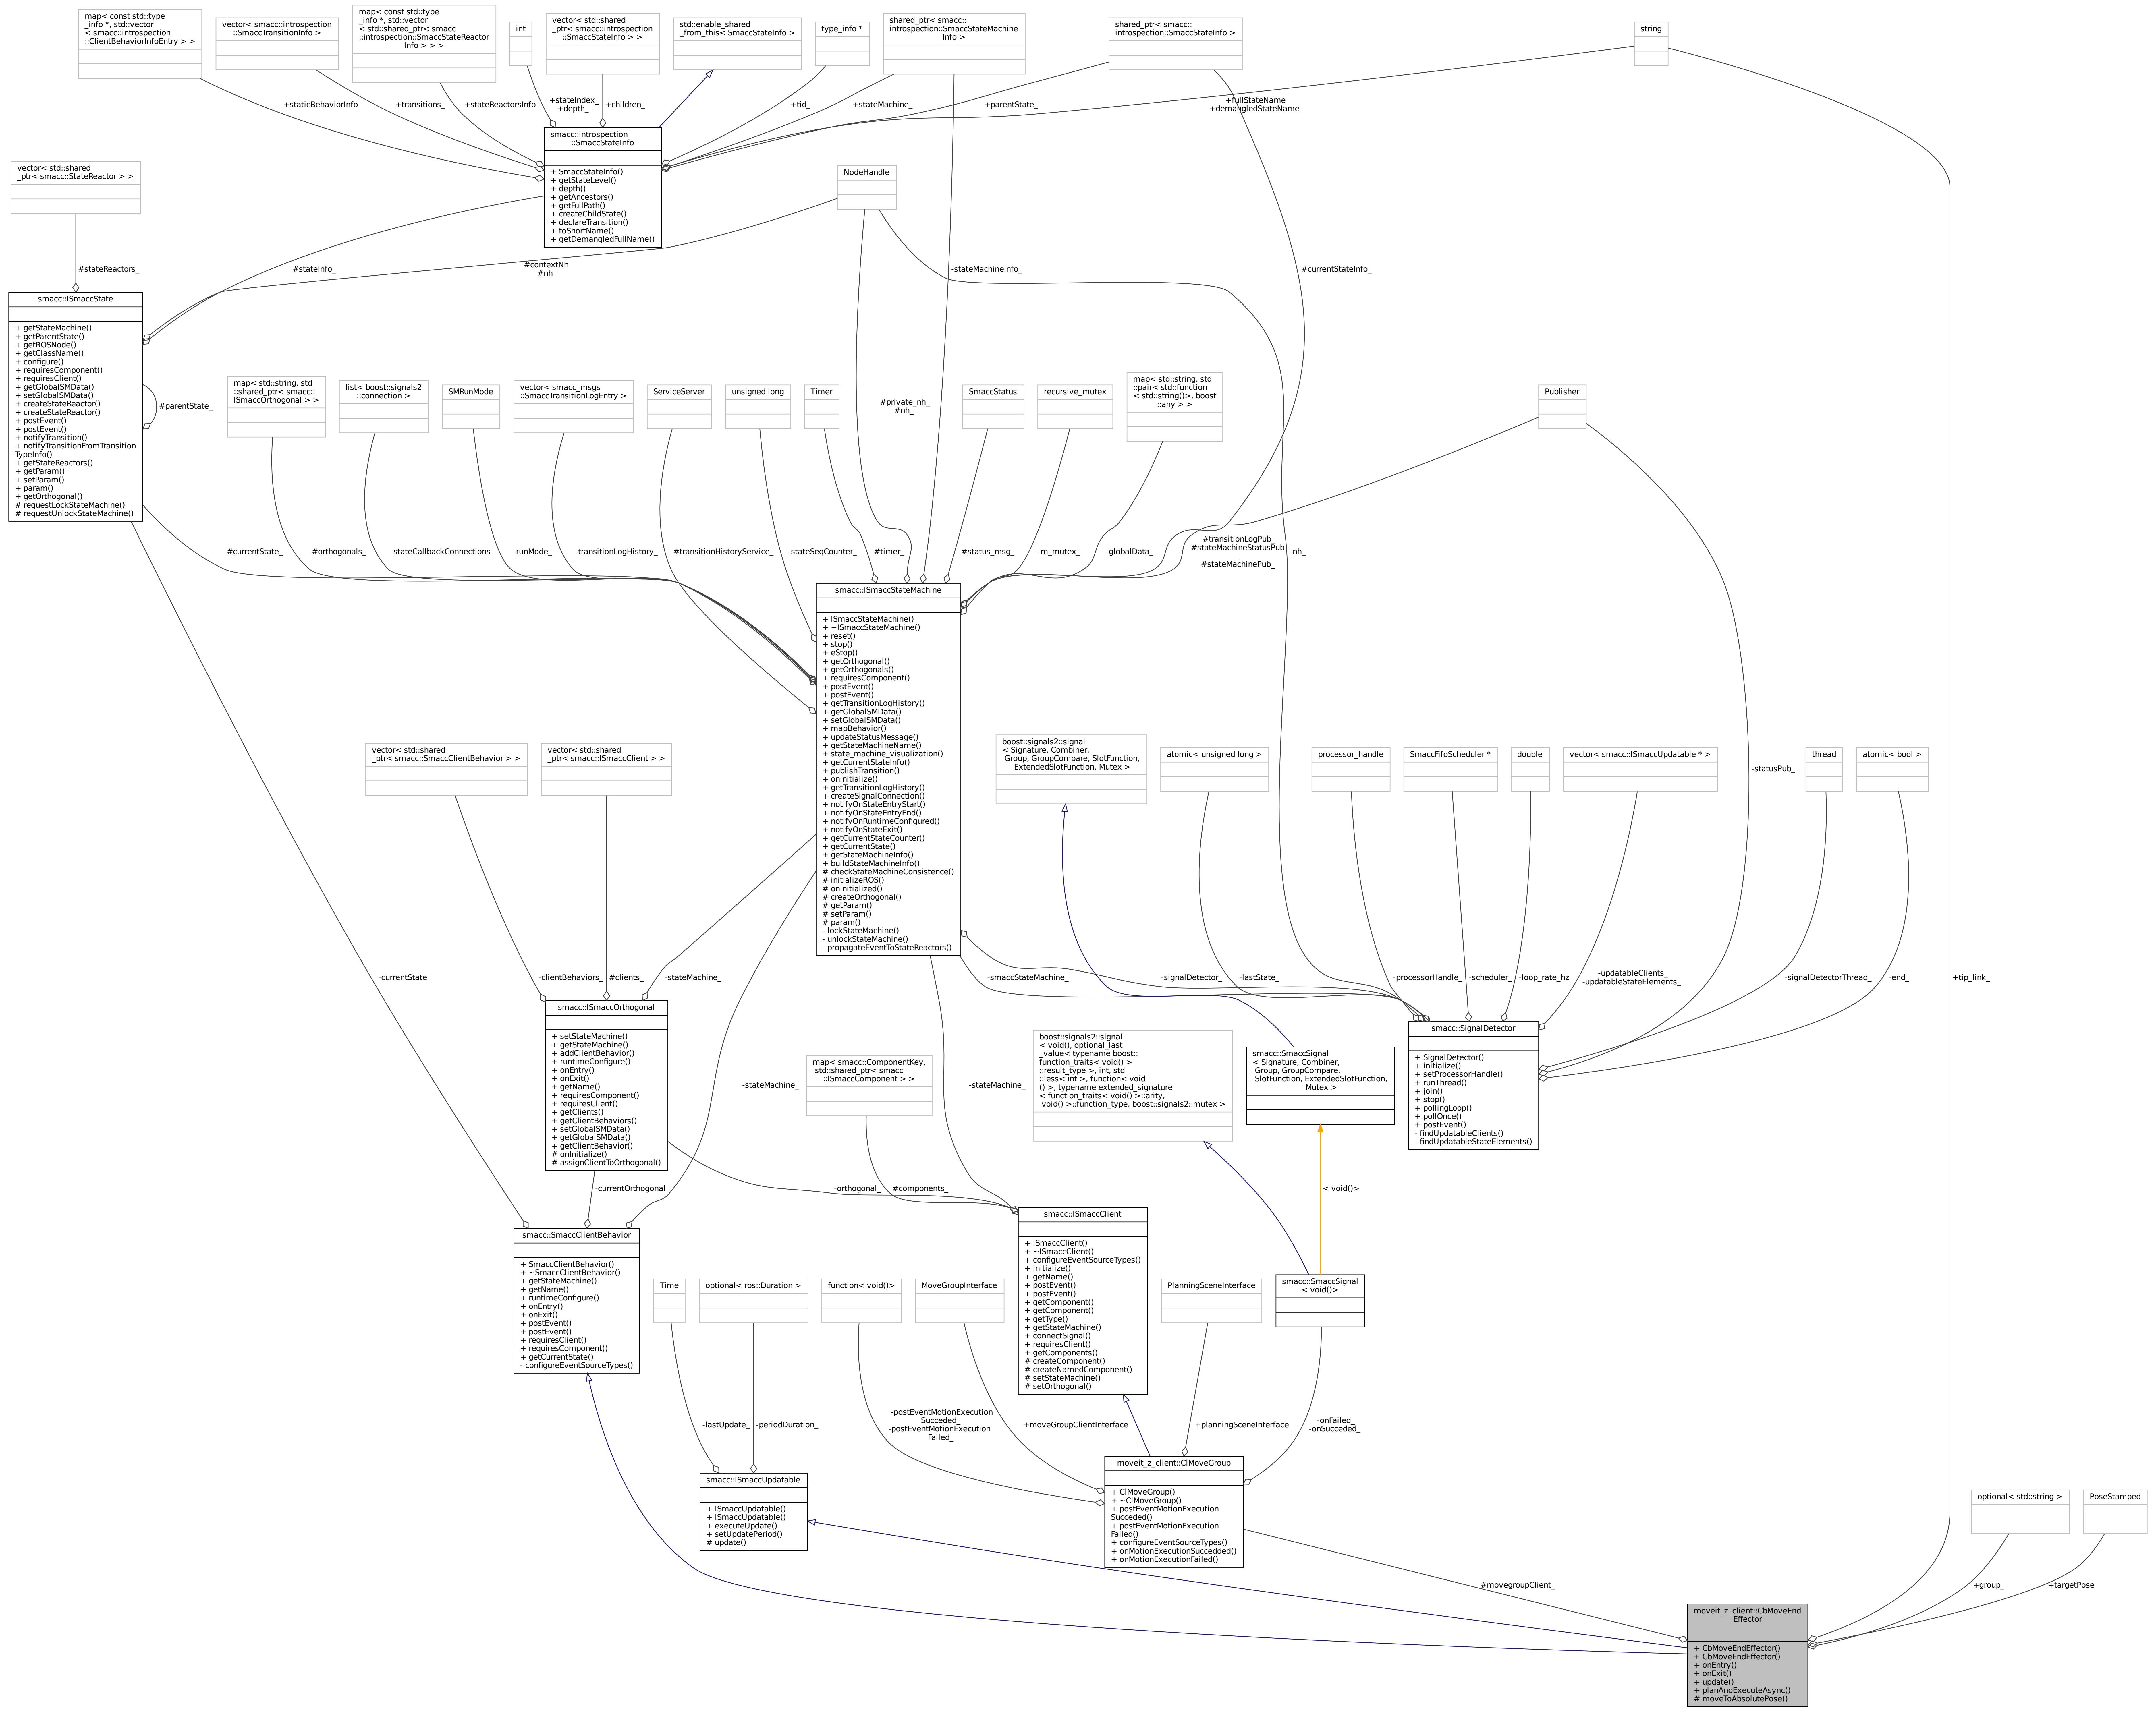 map< const std::type
_info *, std::vector
< smacc::introspection
::ClientBehaviorInfoEntry > >
vector< smacc::introspection
::SmaccTransitionInfo >
map< const std::type
_info *, std::vector
< std::shared_ptr< smacc
::introspection::SmaccStateReactor
Info > > >
int
vector< std::shared
_ptr< smacc::introspection
::SmaccStateInfo > >
std::enable_shared
_from_this< SmaccStateInfo >
type_info *
shared_ptr< smacc::
introspection::SmaccStateMachine
Info >
shared_ptr< smacc::
introspection::SmaccStateInfo >
string
+staticBehaviorInfo
+transitions_
+stateReactorsInfo
+stateIndex_
+depth_
+children_
+tid_
+stateMachine_
+parentState_
+fullStateName
+demangledStateName
smacc::introspection
::SmaccStateInfo
+ SmaccStateInfo()
+ getStateLevel()
+ depth()
+ getAncestors()
+ getFullPath()
+ createChildState()
+ declareTransition()
+ toShortName()
+ getDemangledFullName()
vector< std::shared
_ptr< smacc::StateReactor > >
NodeHandle
#stateReactors_
#stateInfo_
#contextNh
#nh
-stateMachineInfo_
#currentStateInfo_
smacc::ISmaccState
+ getStateMachine()
+ getParentState()
+ getROSNode()
+ getClassName()
+ configure()
+ requiresComponent()
+ requiresClient()
+ getGlobalSMData()
+ setGlobalSMData()
+ createStateReactor()
+ createStateReactor()
+ postEvent()
+ postEvent()
+ notifyTransition()
+ notifyTransitionFromTransition
TypeInfo()
+ getStateReactors()
+ getParam()
+ setParam()
+ param()
+ getOrthogonal()
# requestLockStateMachine()
# requestUnlockStateMachine()
#parentState_
map< std::string, std
::shared_ptr< smacc::
ISmaccOrthogonal > >
list< boost::signals2
::connection >
SMRunMode
vector< smacc_msgs
::SmaccTransitionLogEntry >
ServiceServer
unsigned long
Timer
#private_nh_
#nh_
SmaccStatus
recursive_mutex
map< std::string, std
::pair< std::function
< std::string()>, boost
::any > >
Publisher
#currentState_
#orthogonals_
-stateCallbackConnections
-runMode_
-transitionLogHistory_
#transitionHistoryService_
-stateSeqCounter_
#timer_
#status_msg_
-m_mutex_
-globalData_
#transitionLogPub_
#stateMachineStatusPub
_
#stateMachinePub_
-nh_
smacc::ISmaccStateMachine
+ ISmaccStateMachine()
+ ~ISmaccStateMachine()
+ reset()
+ stop()
+ eStop()
+ getOrthogonal()
+ getOrthogonals()
+ requiresComponent()
+ postEvent()
+ postEvent()
+ getTransitionLogHistory()
+ getGlobalSMData()
+ setGlobalSMData()
+ mapBehavior()
+ updateStatusMessage()
+ getStateMachineName()
+ state_machine_visualization()
+ getCurrentStateInfo()
+ publishTransition()
+ onInitialize()
+ getTransitionLogHistory()
+ createSignalConnection()
+ notifyOnStateEntryStart()
+ notifyOnStateEntryEnd()
+ notifyOnRuntimeConfigured()
+ notifyOnStateExit()
+ getCurrentStateCounter()
+ getCurrentState()
+ getStateMachineInfo()
+ buildStateMachineInfo()
# checkStateMachineConsistence()
# initializeROS()
# onInitialized()
# createOrthogonal()
# getParam()
# setParam()
# param()
- lockStateMachine()
- unlockStateMachine()
- propagateEventToStateReactors()
vector< std::shared
_ptr< smacc::SmaccClientBehavior > >
vector< std::shared
_ptr< smacc::ISmaccClient > >
boost::signals2::signal
< Signature, Combiner,
Group, GroupCompare, SlotFunction,
ExtendedSlotFunction, Mutex >
atomic< unsigned long >
processor_handle
SmaccFifoScheduler *
double
vector< smacc::ISmaccUpdatable * >
-statusPub_
thread
atomic< bool >
-currentState
-clientBehaviors_
#clients_
-stateMachine_
-smaccStateMachine_
-signalDetector_
-lastState_
-processorHandle_
-scheduler_
-loop_rate_hz
-updatableClients_
-updatableStateElements_
-signalDetectorThread_
-end_
+tip_link_
smacc::ISmaccOrthogonal
+ setStateMachine()
+ getStateMachine()
+ addClientBehavior()
+ runtimeConfigure()
+ onEntry()
+ onExit()
+ getName()
+ requiresComponent()
+ requiresClient()
+ getClients()
+ getClientBehaviors()
+ setGlobalSMData()
+ getGlobalSMData()
+ getClientBehavior()
# onInitialize()
# assignClientToOrthogonal()
-stateMachine_
map< smacc::ComponentKey,
std::shared_ptr< smacc
::ISmaccComponent > >
-stateMachine_
boost::signals2::signal
< void(), optional_last
_value< typename boost::
function_traits< void() >
::result_type >, int, std
::less< int >, function< void
() >, typename extended_signature
< function_traits< void() >::arity,
void() >::function_type, boost::signals2::mutex >
smacc::SmaccSignal
< Signature, Combiner,
Group, GroupCompare,
SlotFunction, ExtendedSlotFunction,
Mutex >
smacc::SignalDetector
+ SignalDetector()
+ initialize()
+ setProcessorHandle()
+ runThread()
+ join()
+ stop()
+ pollingLoop()
+ pollOnce()
+ postEvent()
- findUpdatableClients()
- findUpdatableStateElements()
-currentOrthogonal
-orthogonal_
#components_
< void()>
smacc::SmaccClientBehavior
+ SmaccClientBehavior()
+ ~SmaccClientBehavior()
+ getStateMachine()
+ getName()
+ runtimeConfigure()
+ onEntry()
+ onExit()
+ postEvent()
+ postEvent()
+ requiresClient()
+ requiresComponent()
+ getCurrentState()
- configureEventSourceTypes()
Time
optional< ros::Duration >
function< void()>
MoveGroupInterface
smacc::ISmaccClient
+ ISmaccClient()
+ ~ISmaccClient()
+ configureEventSourceTypes()
+ initialize()
+ getName()
+ postEvent()
+ postEvent()
+ getComponent()
+ getComponent()
+ getType()
+ getStateMachine()
+ connectSignal()
+ requiresClient()
+ getComponents()
# createComponent()
# createNamedComponent()
# setStateMachine()
# setOrthogonal()
PlanningSceneInterface
smacc::SmaccSignal
< void()>
-lastUpdate_
-periodDuration_
-postEventMotionExecution
Succeded_
-postEventMotionExecution
Failed_
+moveGroupClientInterface
+planningSceneInterface
-onFailed_
-onSucceded_
smacc::ISmaccUpdatable
+ ISmaccUpdatable()
+ ISmaccUpdatable()
+ executeUpdate()
+ setUpdatePeriod()
# update()
moveit_z_client::ClMoveGroup
+ ClMoveGroup()
+ ~ClMoveGroup()
+ postEventMotionExecution
Succeded()
+ postEventMotionExecution
Failed()
+ configureEventSourceTypes()
+ onMotionExecutionSuccedded()
+ onMotionExecutionFailed()
optional< std::string >
PoseStamped
#movegroupClient_
+group_
+targetPose
moveit_z_client::CbMoveEnd
Effector
+ CbMoveEndEffector()
+ CbMoveEndEffector()
+ onEntry()
+ onExit()
+ update()
+ planAndExecuteAsync()
# moveToAbsolutePose()